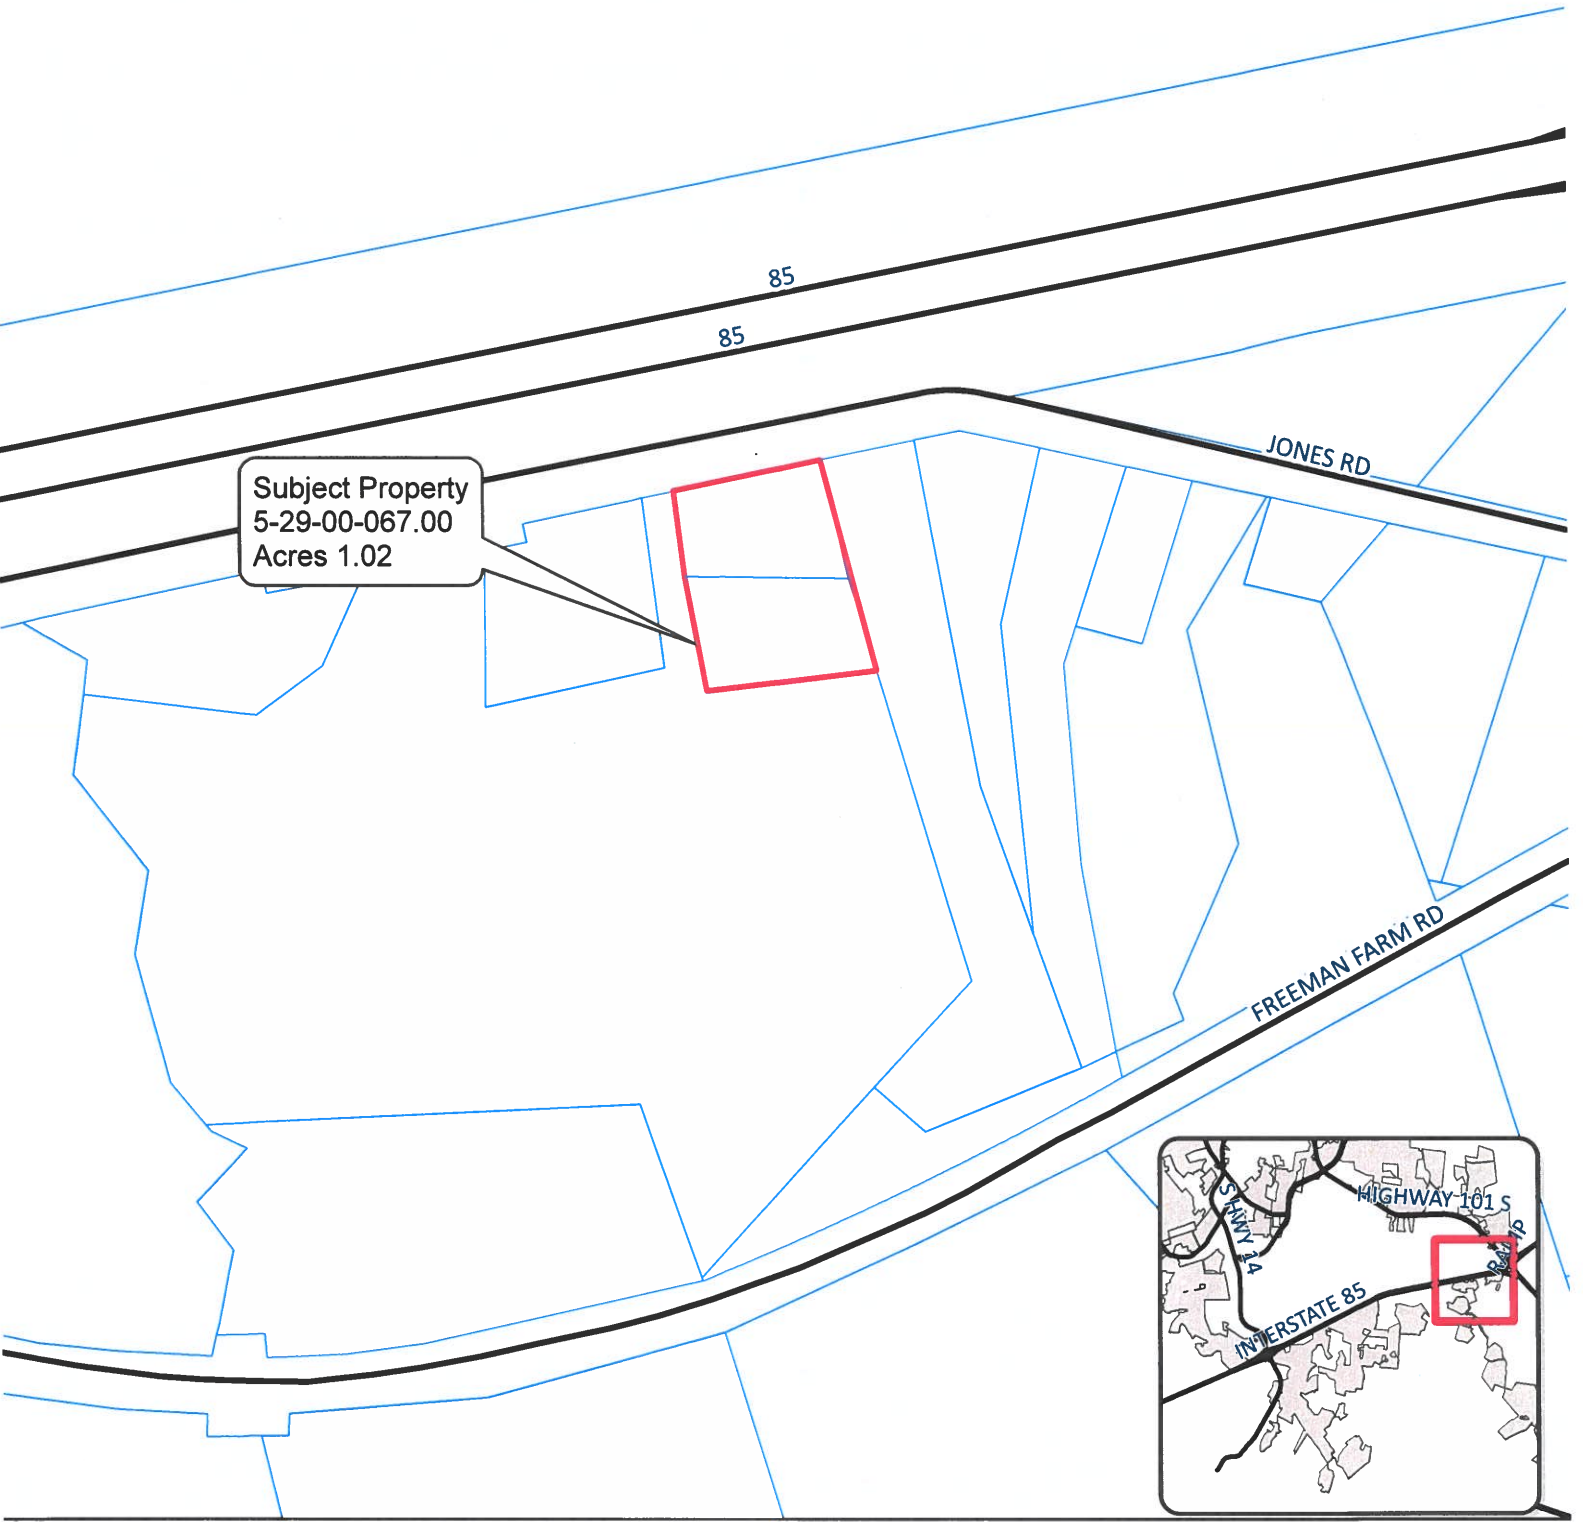 85
85
JONES RD
Subject Property
5-29-00-067.00
Acres 1.02
FREEMAN FARM RD
HIGHWAY 101 S
S HWY 14
RAMP
INTERSTATE 85